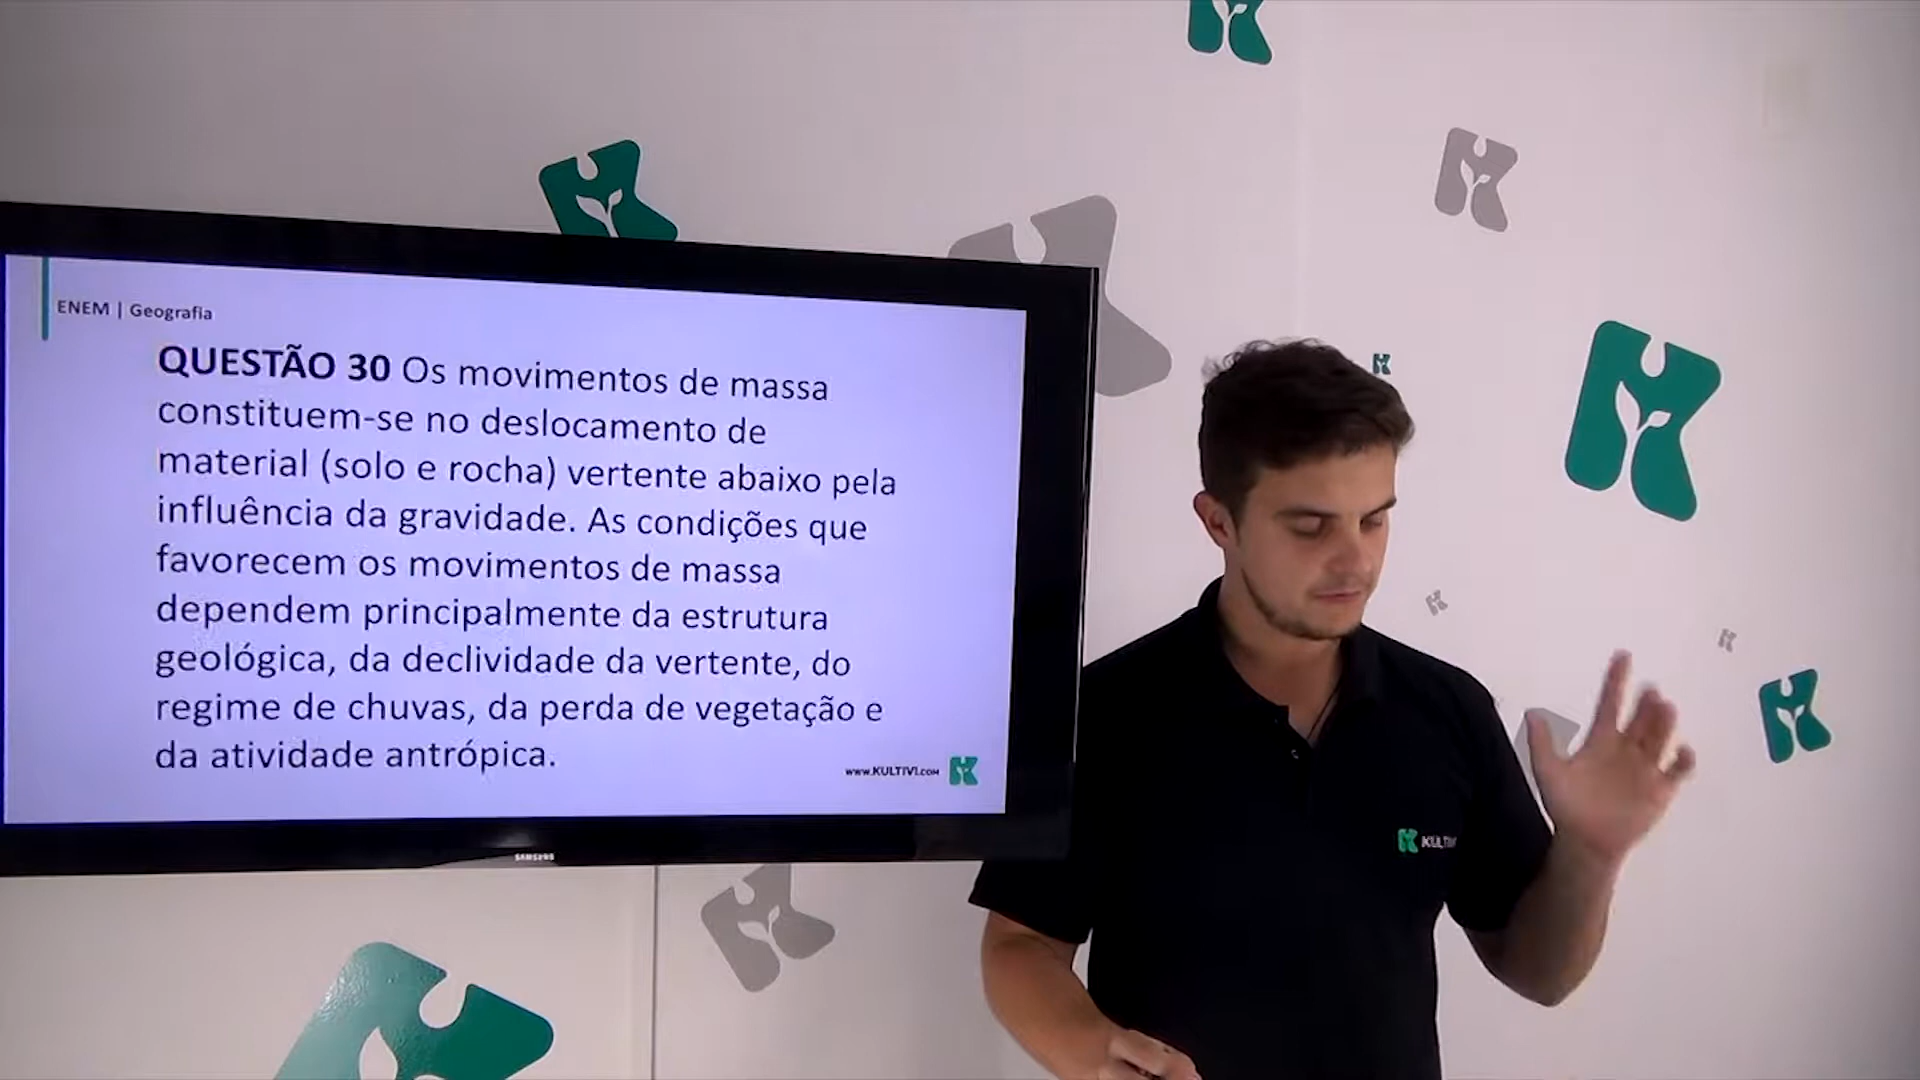 ENEM | Geografia
QUESTÃO 30 Os movimentos de massa
constituem-se no deslocamento de
material (solo e rocha) vertente abaixo pela
influência da gravidade. As condições que
favorecem os movimentos de massa
dependem principalmente da estrutura
geológica, da declividade da vertente, do
regime de chuvas, da perda de vegetação e
da atividade antrópica.
www.KULTIVI.com
SAMSUNG